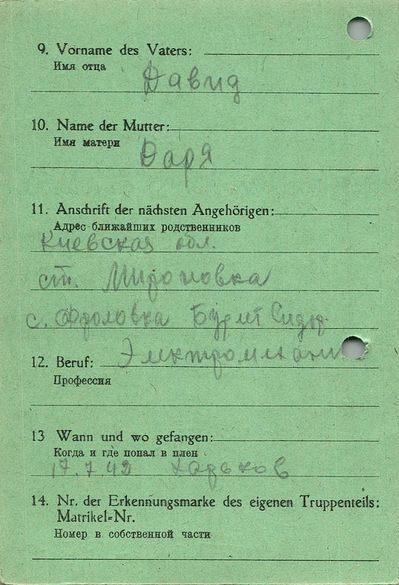 9. Vorname des Vaters:
Имя отца
Давид
10. Name der Mutter:
Имя матери
Даря
11. Anschrift der nächsten Angehörigen:
Адрес ближайших родственников
Киевская обл.
ст. Мироновка
с. Фроловка
12. Beruf: Электромехани
Профессия
13 Wann und wo gefangen:
Когда и где попал в плен
17.7.42 Харьков
14. Nr. der Erkennungsmarke des eigenen Truppenteils:
Matrikel=Nr.
Номер в собственной части